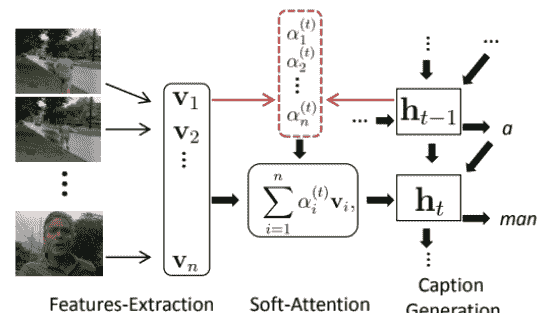 α₁⁽ᵗ⁾
α₂⁽ᵗ⁾
⋮
αₙ⁽ᵗ⁾
v₁
v₂
⋮
vₙ
∑ᵢ₌₁ⁿ αᵢ⁽ᵗ⁾vᵢ,
⋮
...
...
hₜ₋₁
a
hₜ
man
⋮
Features-Extraction
Soft-Attention
Caption
Generation